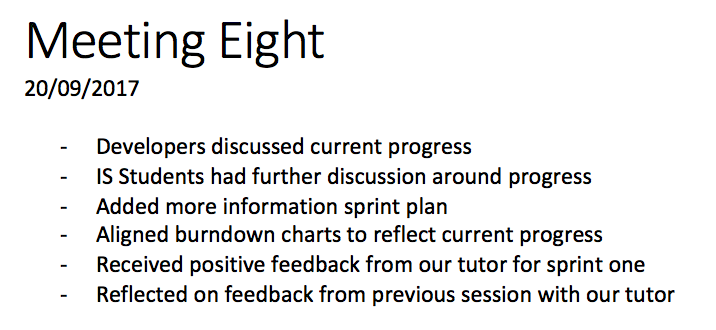 Meeting Eight
20/09/2017
- Developers discussed current progress
- IS Students had further discussion around progress
- Added more information sprint plan
- Aligned burndown charts to reflect current progress
- Received positive feedback from our tutor for sprint one
- Reflected on feedback from previous session with our tutor